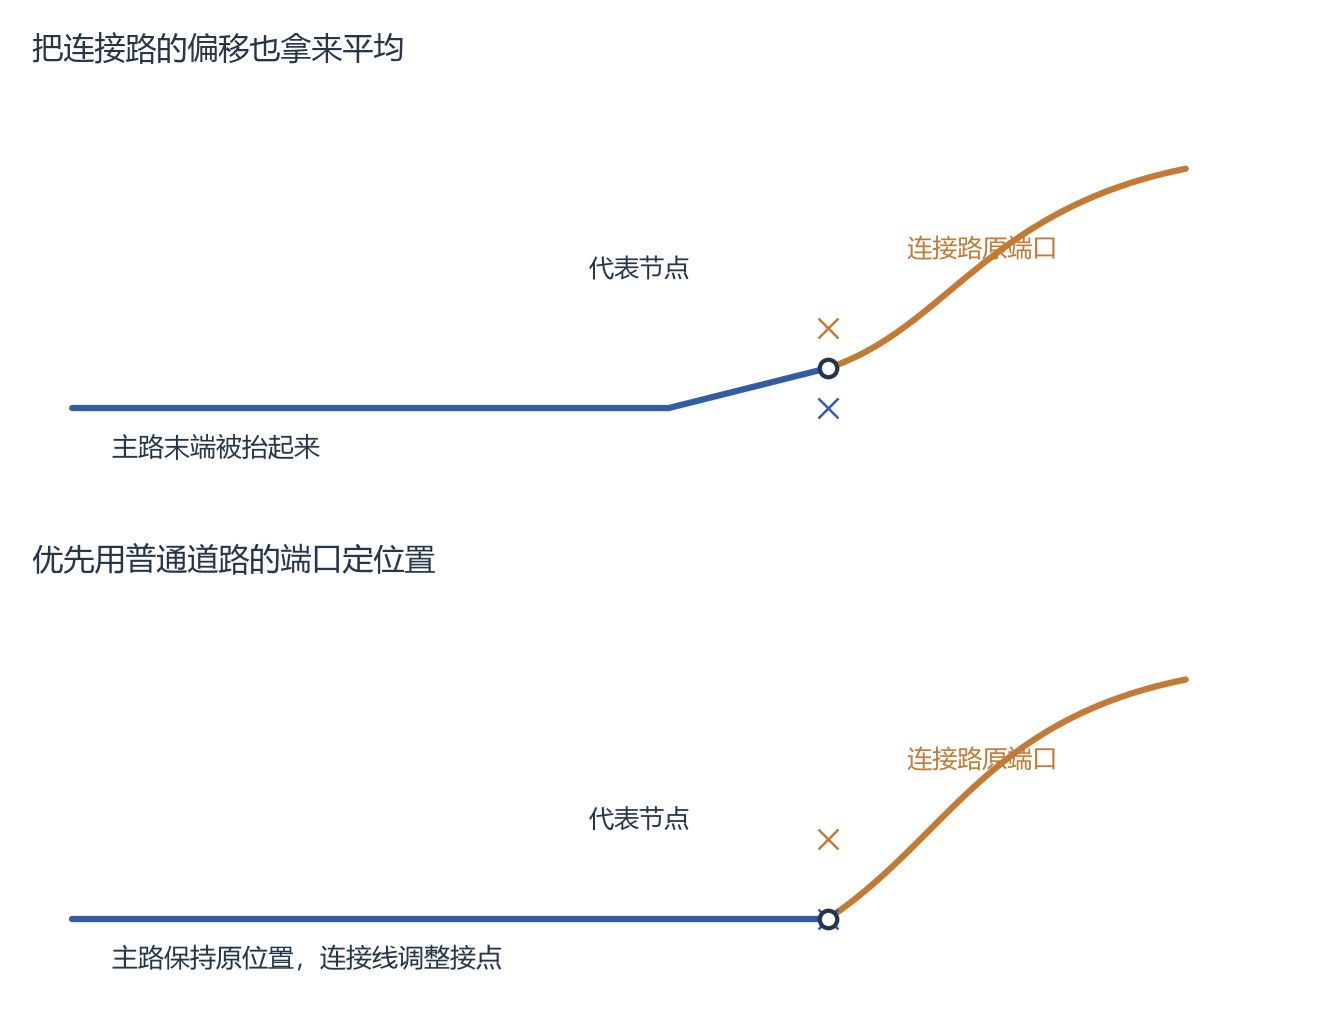 把连接路的偏移也拿来平均
连接路原端口
代表节点
主路末端被抬起来
优先用普通道路的端口定位置
连接路原端口
代表节点
主路保持原位置，连接线调整接点